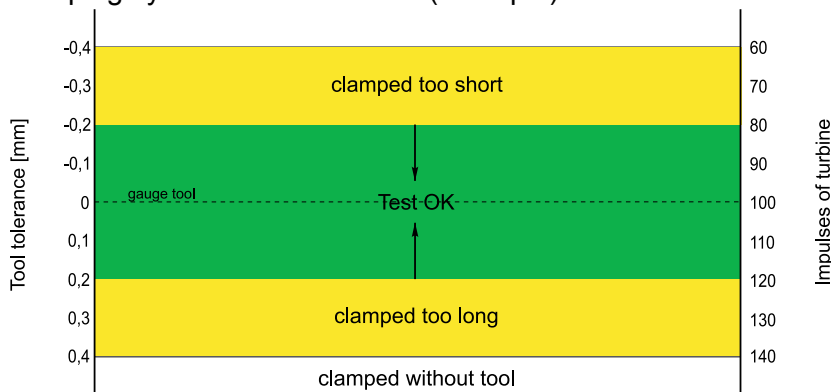 -0,4
60
-0,3
clamped too short
70
-0,2
80
-0,1
90
gauge tool
0
Test OK
100
0,1
110
0,2
120
0,3
clamped too long
130
0,4
140
clamped without tool
Tool tolerance [mm]
Impulses of turbine